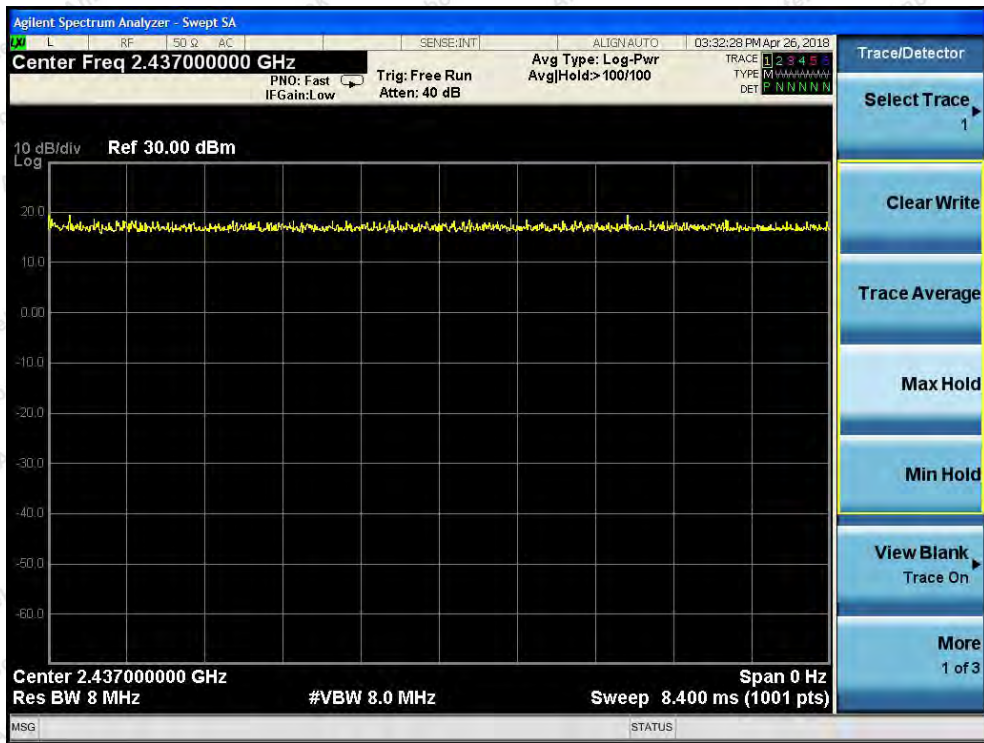 Agilent Spectrum Analyzer - Swept SA
LXI L RF 50 Ω AC SENSE:INT ALIGNAUTO 03:32:28 PM Apr 26, 2018
Center Freq 2.437000000 GHz
PNO: Fast
IFGain:Low
Trig: Free Run
Atten: 40 dB
Avg Type: Log-Pwr
Avg|Hold:> 100/100
TRACE 1 2 3 4 5 6
TYPE M
DET P N N N N N
10 dB/div Ref 30.00 dBm
Log
20.0
10.0
0.00
-10.0
-20.0
-30.0
-40.0
-50.0
-60.0
Center 2.437000000 GHz Span 0 Hz
Res BW 8 MHz #VBW 8.0 MHz Sweep 8.400 ms (1001 pts)
MSG STATUS
Trace/Detector
Select Trace
1
Clear Write
Trace Average
Max Hold
Min Hold
View Blank
Trace On
More
1 of 3